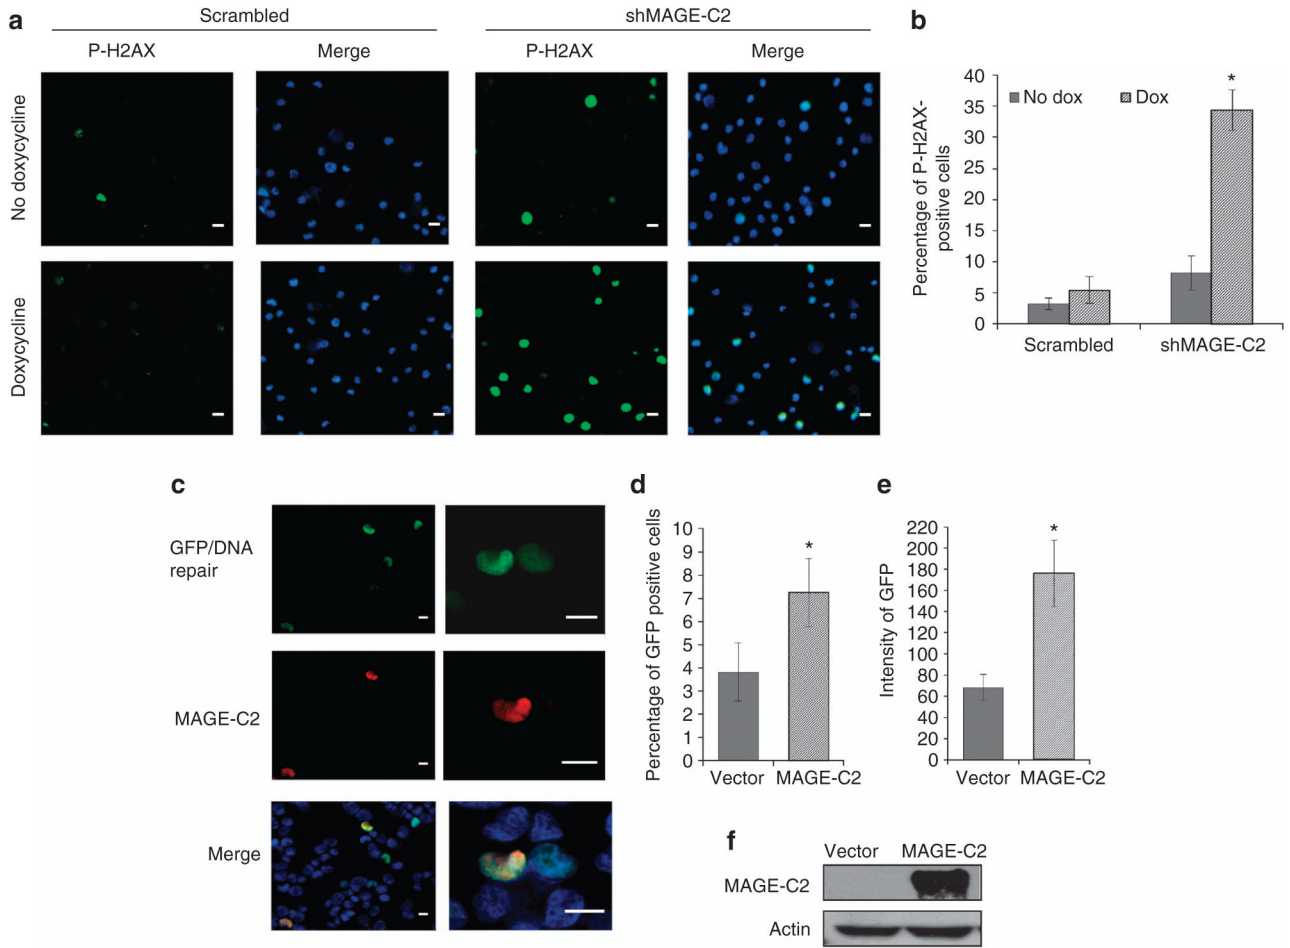 a
Scrambled
shMAGE-C2
P-H2AX
Merge
P-H2AX
Merge
No doxycycline
Doxycycline
b
Percentage of P-H2AX-
positive cells
40
35
30
25
20
15
10
5
0
No dox
Dox
*
Scrambled
shMAGE-C2
c
GFP/DNA
repair
MAGE-C2
Merge
d
Percentage of GFP positive cells
10
9
8
7
6
5
4
3
2
1
0
*
Vector
MAGE-C2
e
Intensity of GFP
220
200
180
160
140
120
100
80
60
40
20
0
*
Vector
MAGE-C2
f
Vector
MAGE-C2
MAGE-C2
Actin